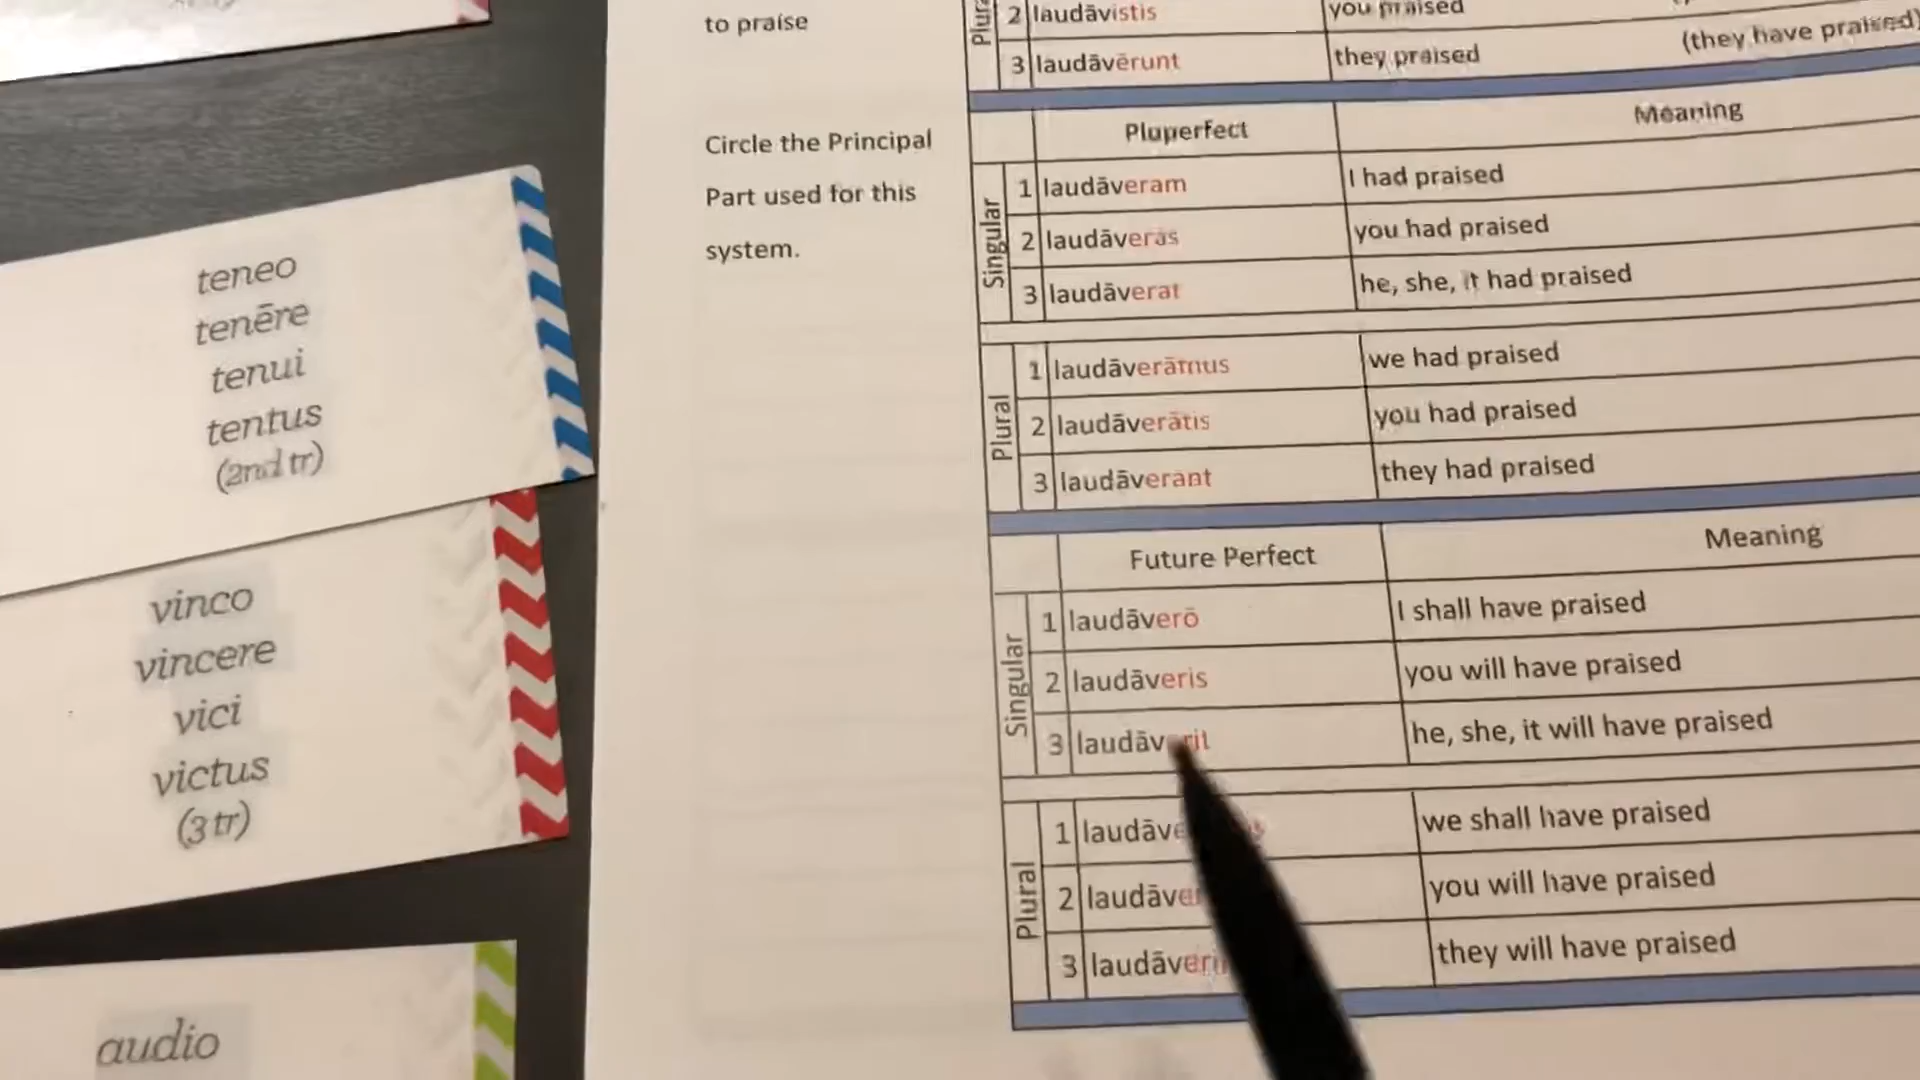 teneo
tenēre
tenui
tentus
(2nd tr)
vinco
vincere
vici
victus
(3 tr)
audio
to praise
Circle the Principal
Part used for this
system.
2 laudāvistis you praised
3 laudāvērunt they praised (they have praised)
Pluperfect Meaning
Singular
1 laudāveram I had praised
2 laudāverās you had praised
3 laudāverat he, she, it had praised
Plural
1 laudāverāmus we had praised
2 laudāverātis you had praised
3 laudāverant they had praised
Future Perfect Meaning
Singular
1 laudāverō I shall have praised
2 laudāveris you will have praised
3 laudāverit he, she, it will have praised
Plural
1 we shall have praised
2 you will have praised
3 they will have praised